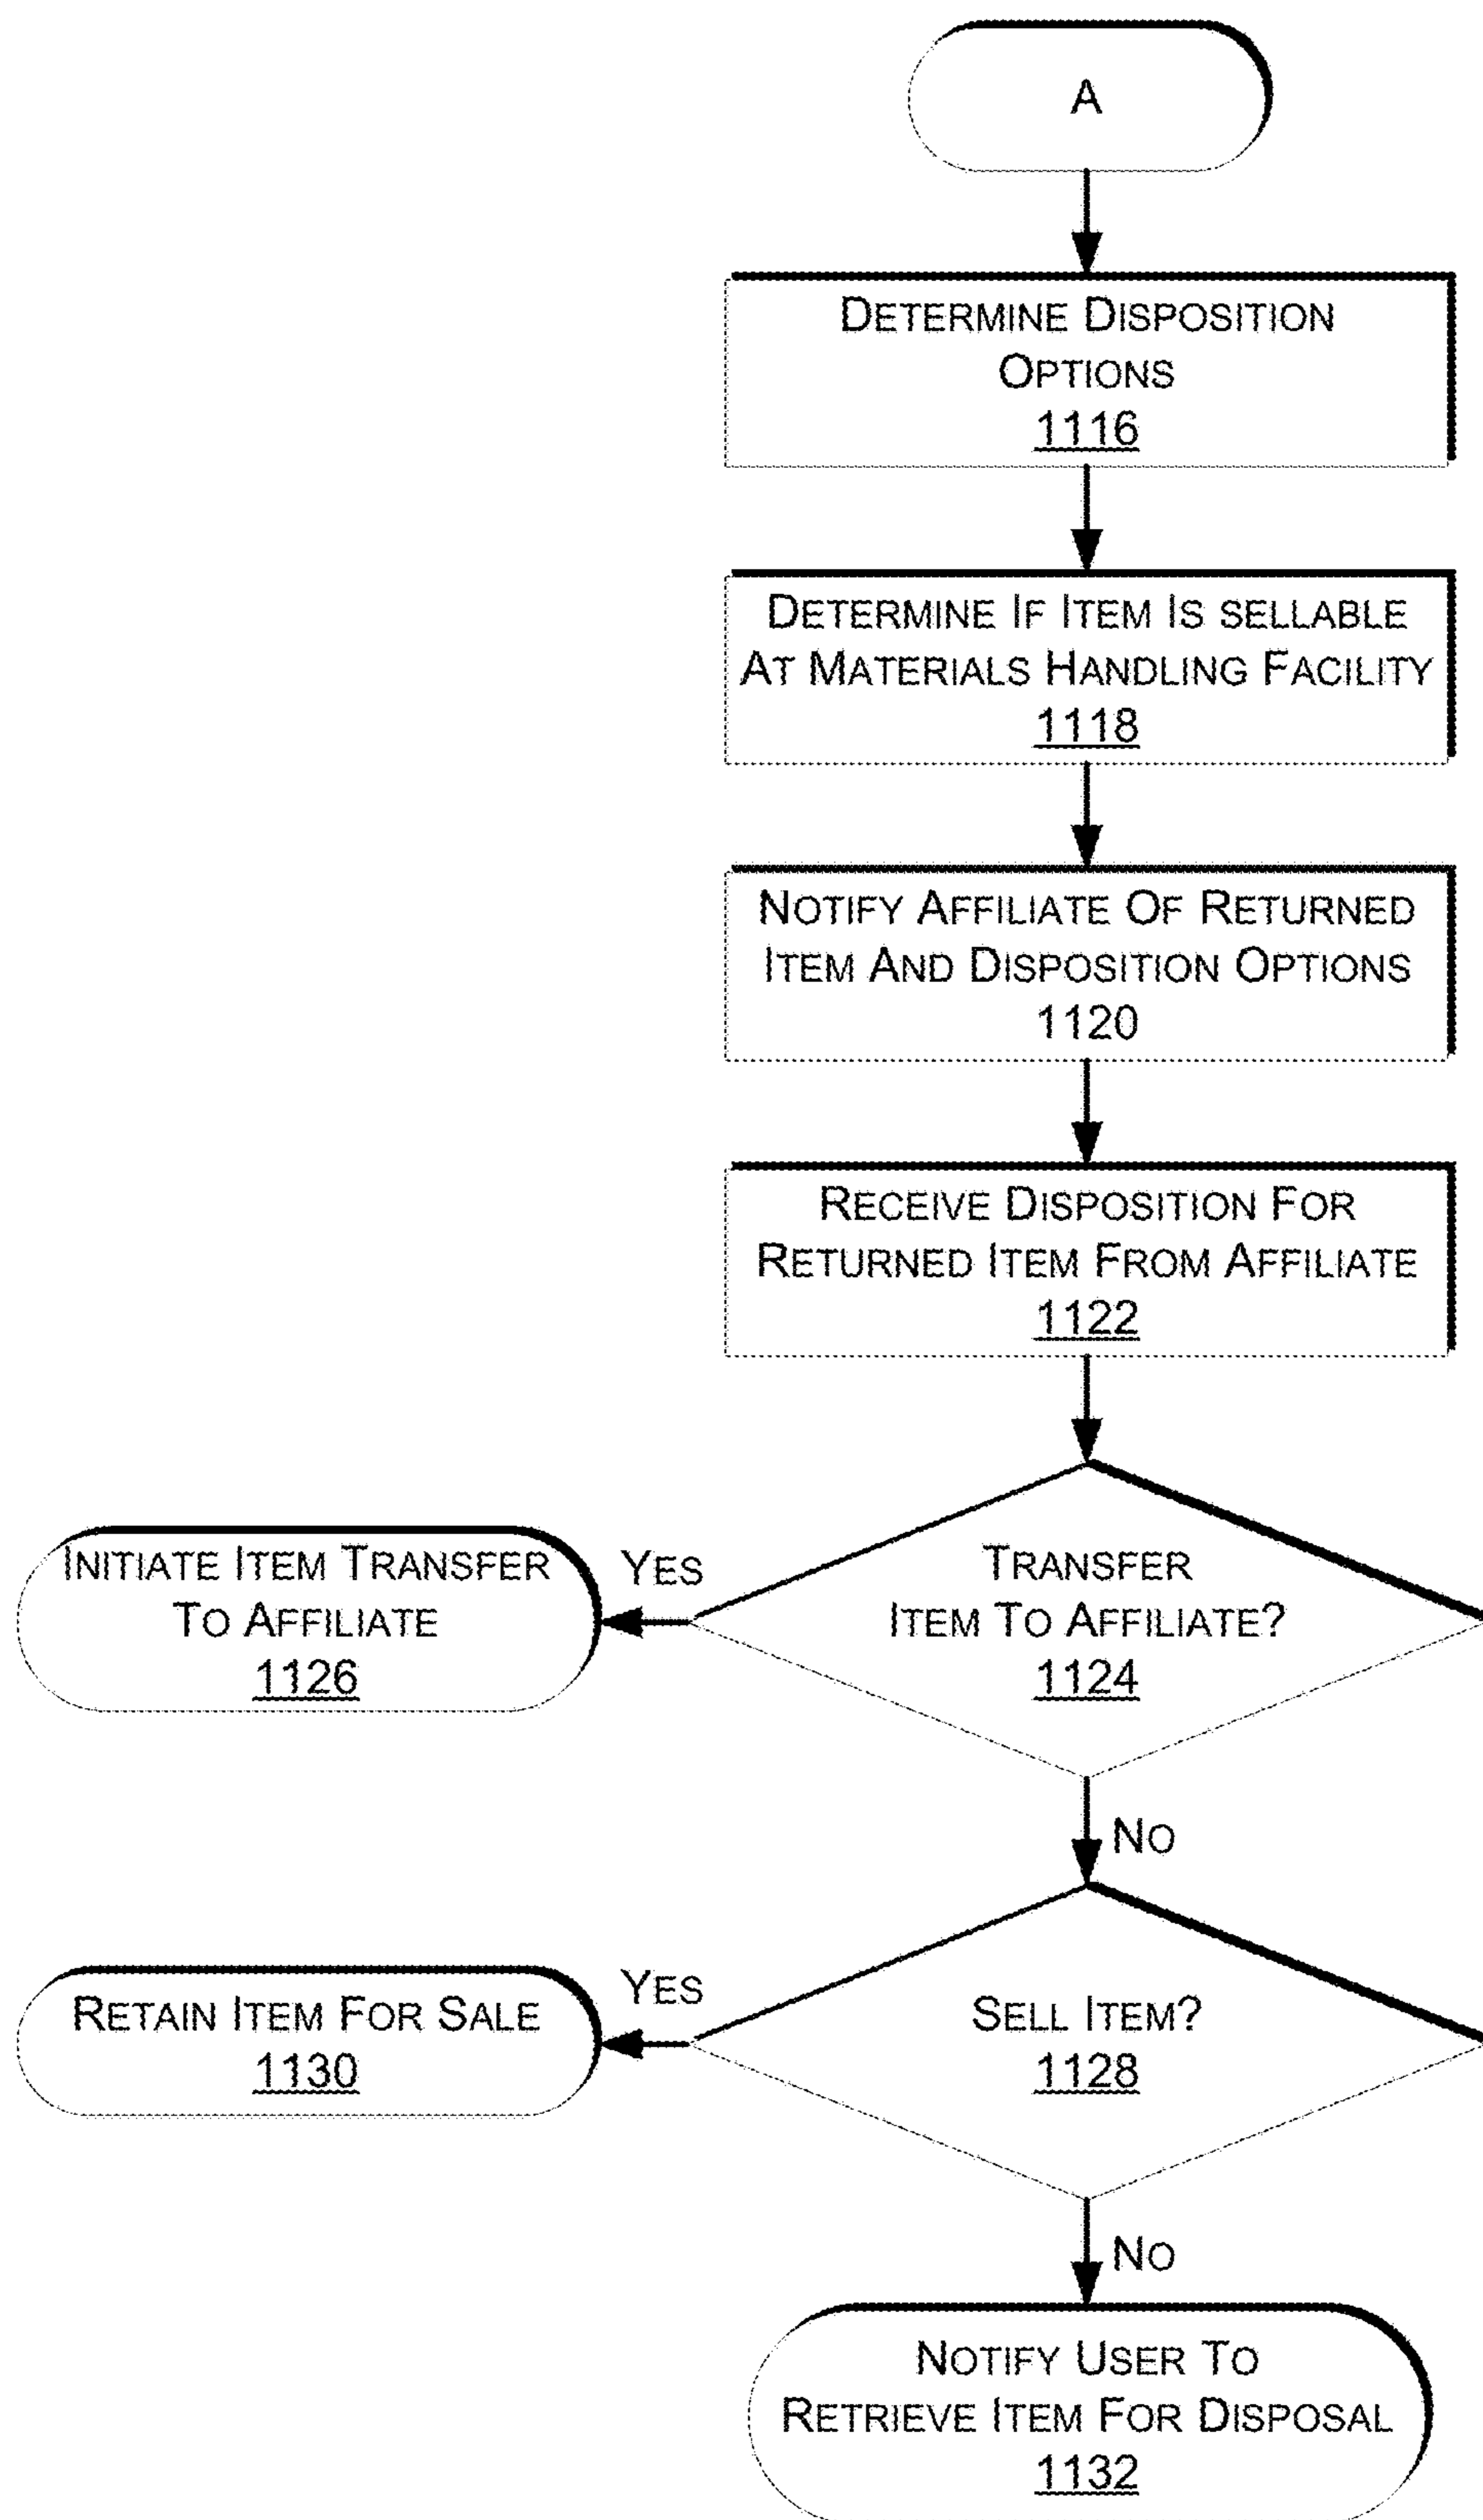 A
DETERMINE DISPOSITION
OPTIONS
1116
DETERMINE IF ITEM IS SELLABLE
AT MATERIALS HANDLING FACILITY
1118
NOTIFY AFFILIATE OF RETURNED
ITEM AND DISPOSITION OPTIONS
1120
RECEIVE DISPOSITION FOR
RETURNED ITEM FROM AFFILIATE
1122
INITIATE ITEM TRANSFER
TO AFFILIATE
1126
YES
TRANSFER
ITEM TO AFFILIATE?
1124
NO
RETAIN ITEM FOR SALE
1130
YES
SELL ITEM?
1128
NO
NOTIFY USER TO
RETRIEVE ITEM FOR DISPOSAL
1132